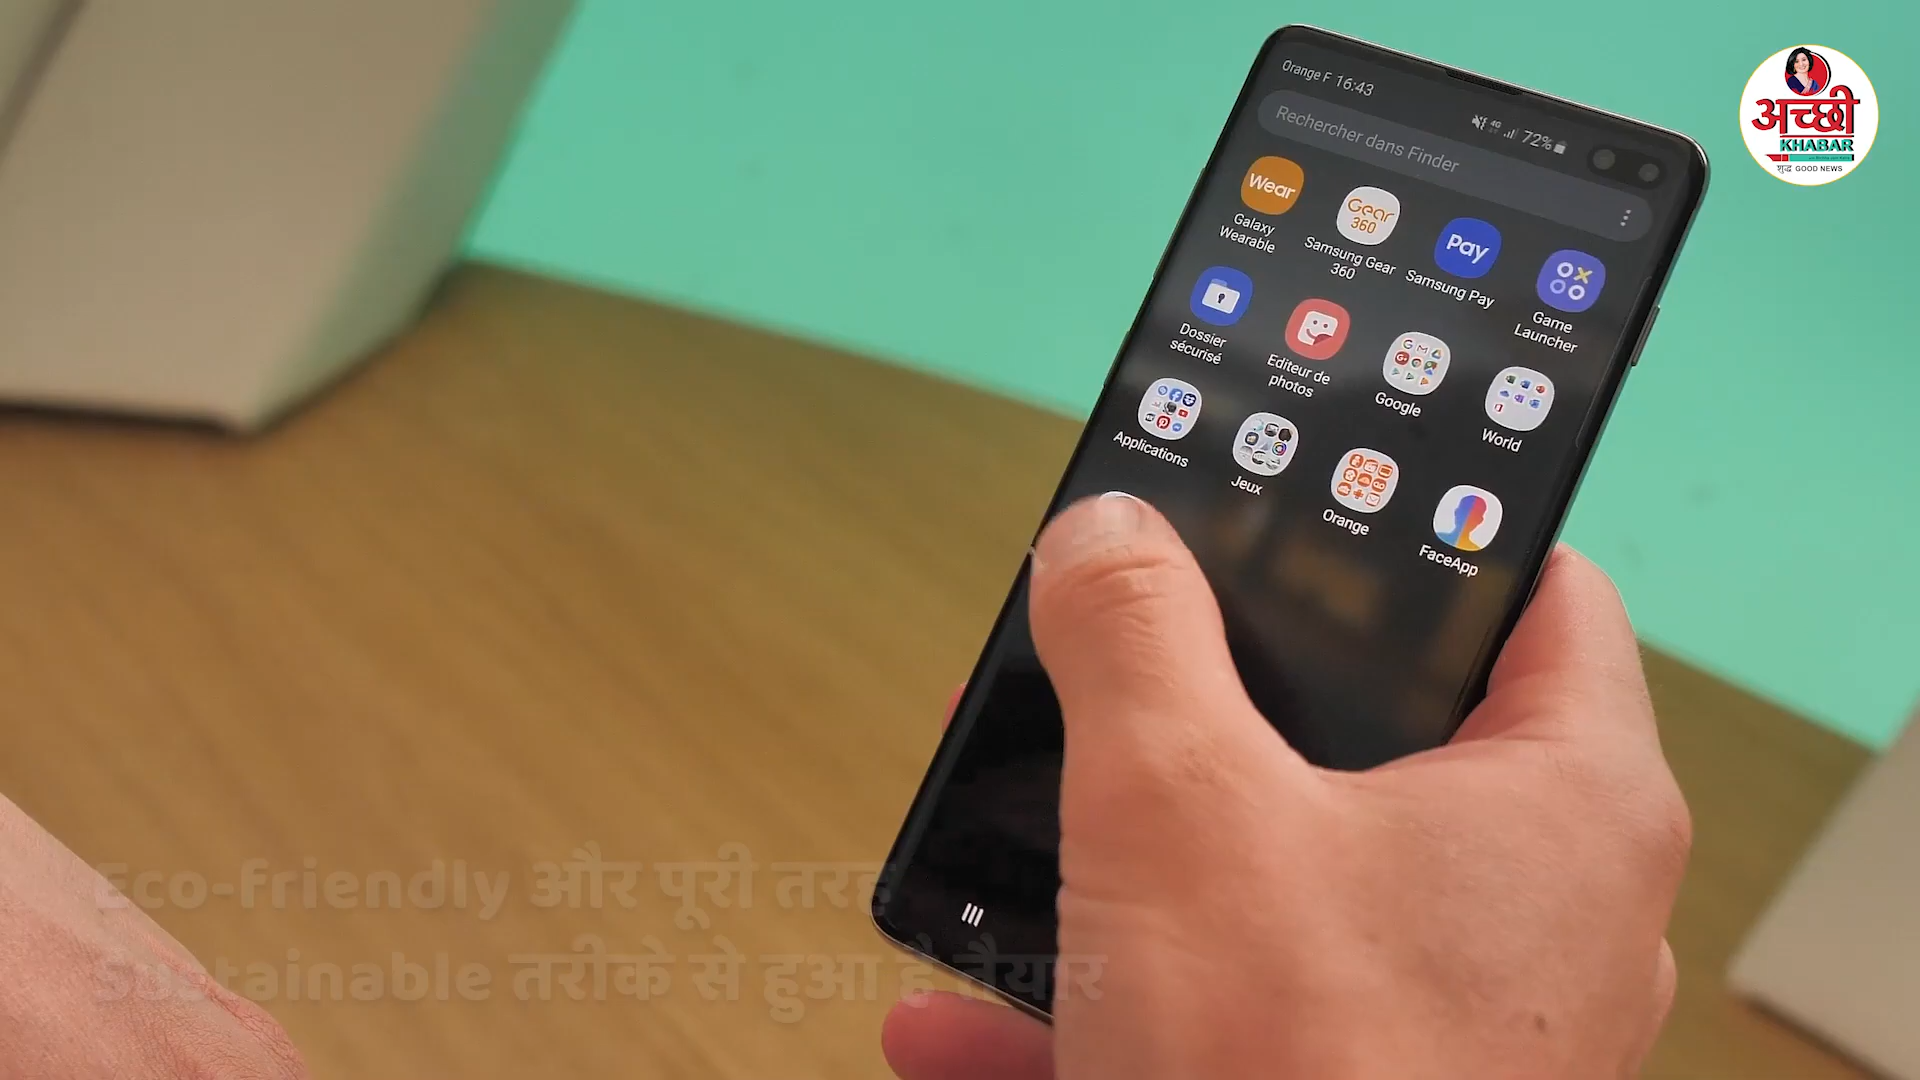 Orange F 16:43
4G 72%
Rechercher dans Finder
Wear
Gear
360
Pay
Galaxy
Wearable
Samsung Gear
360
Samsung Pay
Game
Launcher
Dossier
sécurisé
Editeur de
photos
Google
World
Applications
Jeux
Orange
FaceApp
अच्छी
KHABAR
शुद्ध GOOD NEWS
Eco-friendly और पूरी तरह
Sustainable तरीके से हुआ है तैयार